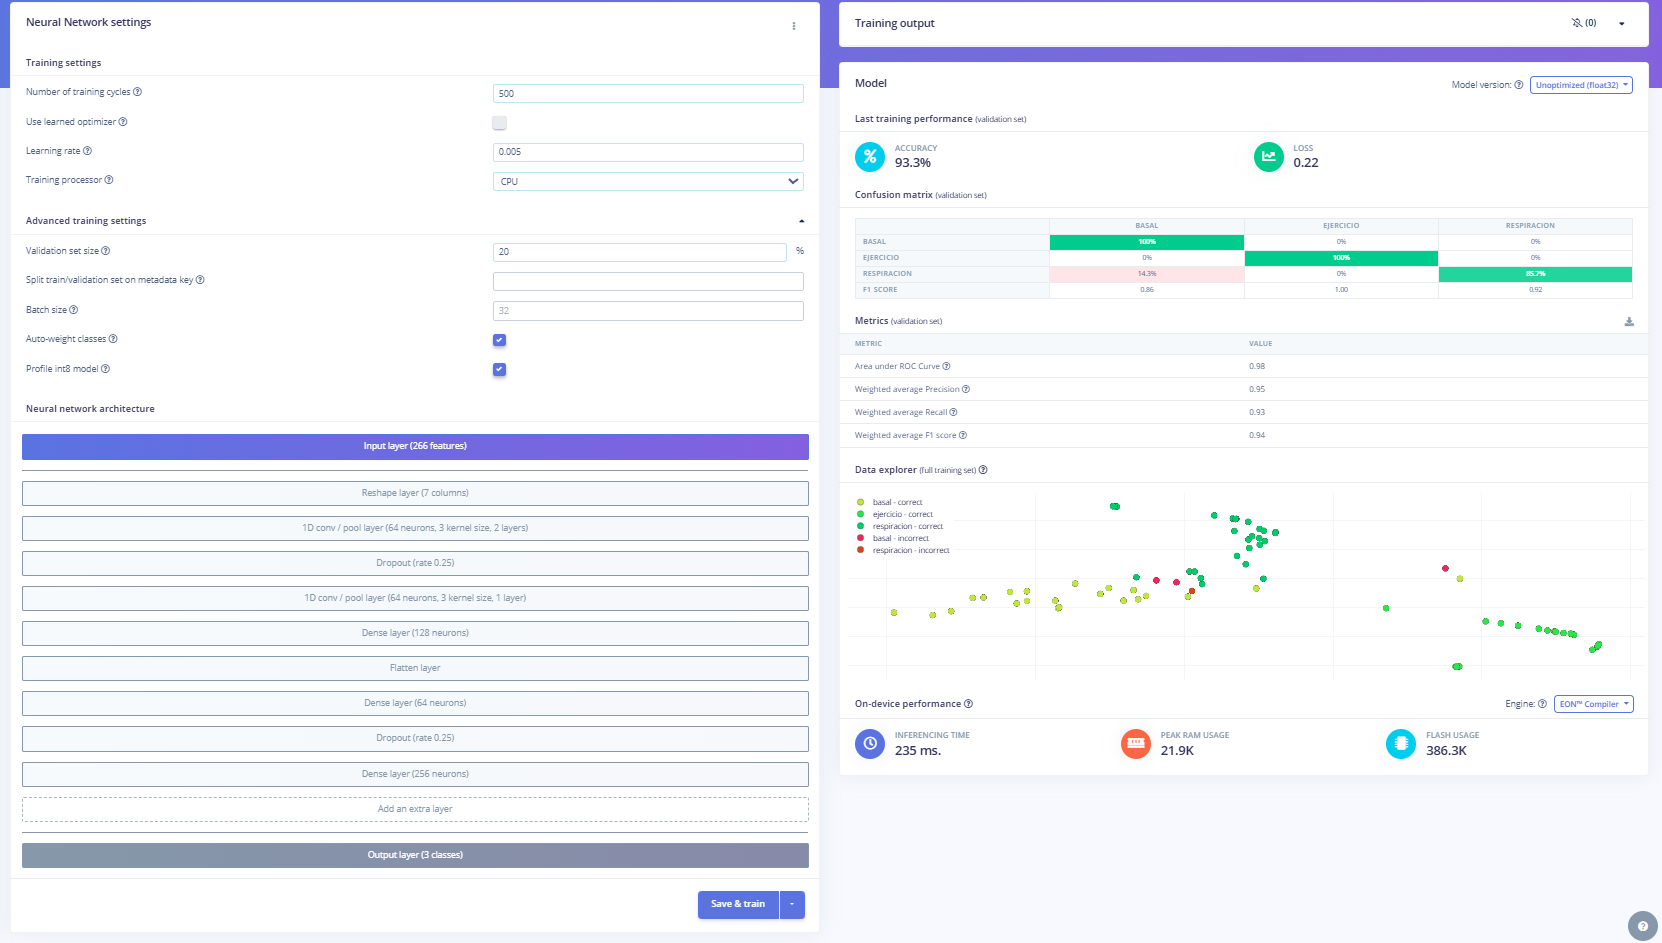 Neural Network settings
Training settings
Number of training cycles
500
Use learned optimizer
Learning rate
0.005
Training processor
CPU
Advanced training settings
Validation set size
20
%
Split train/validation set on metadata key
Batch size
32
Auto-weight classes
Profile int8 model
Neural network architecture
Input layer (266 features)
Reshape layer (7 columns)
1D conv / pool layer (64 neurons, 3 kernel size, 2 layers)
Dropout (rate 0.25)
1D conv / pool layer (64 neurons, 3 kernel size, 1 layer)
Dense layer (128 neurons)
Flatten layer
Dense layer (64 neurons)
Dropout (rate 0.25)
Dense layer (256 neurons)
Add an extra layer
Output layer (3 classes)
Save & train
Training output
(0)
Model
Model version:
Unoptimized (float32)
Last training performance (validation set)
ACCURACY
93.3%
LOSS
0.22
Confusion matrix (validation set)
BASAL EJERCICIO RESPIRACION
BASAL 100% 0% 0%
EJERCICIO 0% 100% 0%
RESPIRACION 14.3% 0% 85.7%
F1 SCORE 0.86 1.00 0.92
Metrics (validation set)
METRIC VALUE
Area under ROC Curve 0.98
Weighted average Precision 0.95
Weighted average Recall 0.93
Weighted average F1 score 0.94
Data explorer (full training set)
basal - correct
ejercicio - correct
respiracion - correct
basal - incorrect
respiracion - incorrect
On-device performance
Engine:
EON™ Compiler
INFERENCING TIME
235 ms.
PEAK RAM USAGE
21.9K
FLASH USAGE
386.3K